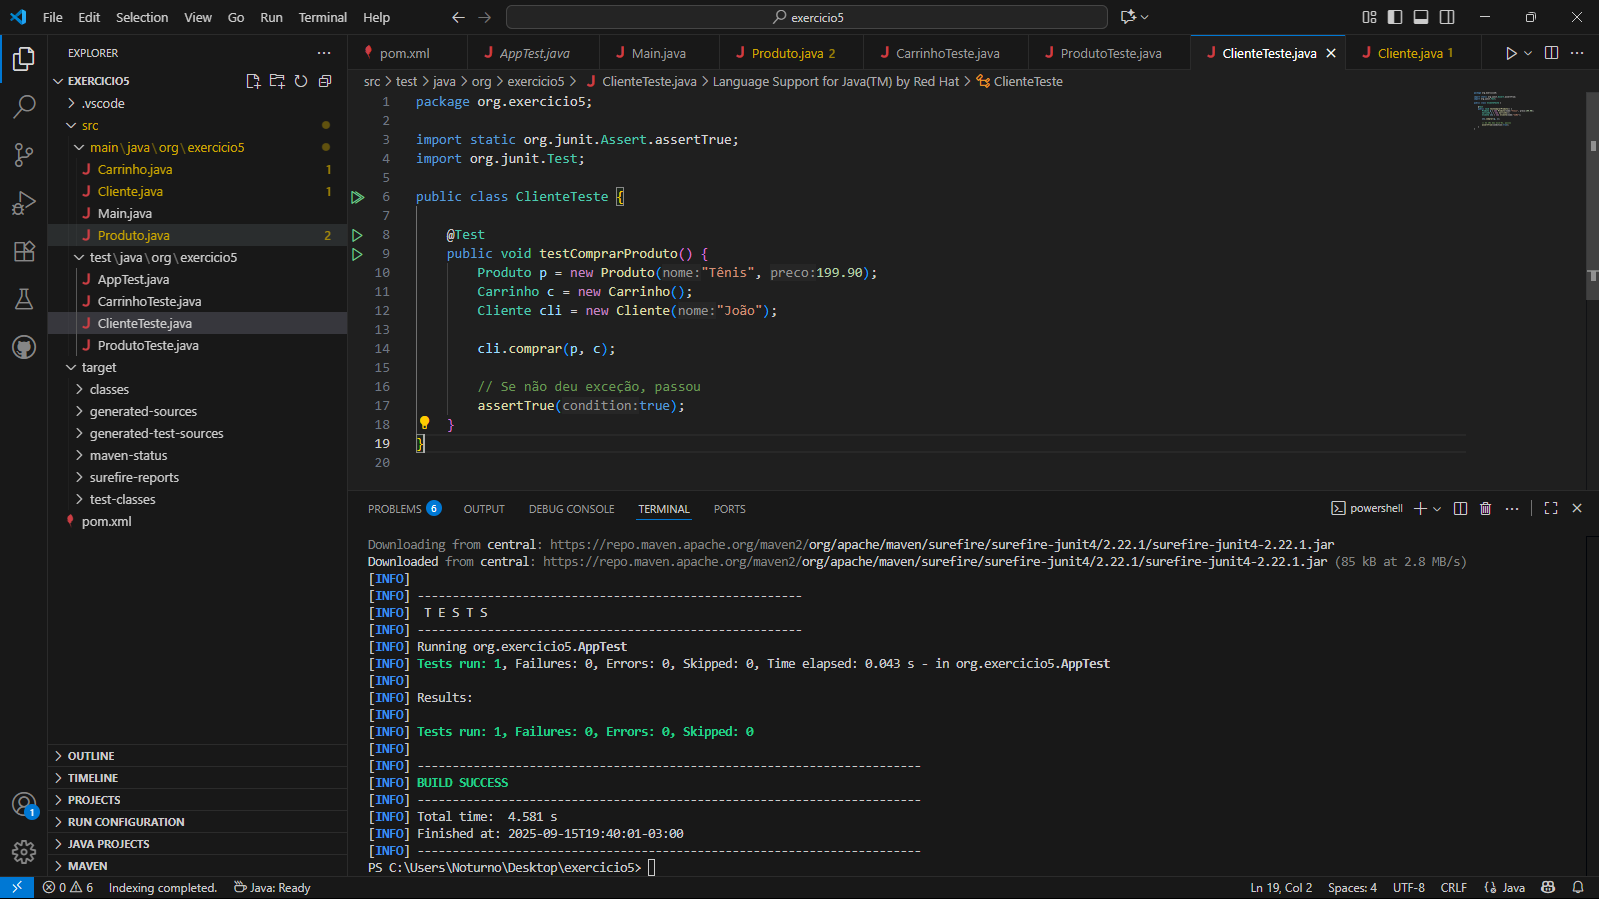 File Edit Selection View Go Run Terminal Help
exercicio5
EXPLORER
EXERCICIO5
.vscode
src
main\java\org\exercicio5
Carrinho.java 1
Cliente.java 1
Main.java
Produto.java 2
test\java\org\exercicio5
AppTest.java
CarrinhoTeste.java
ClienteTeste.java
ProdutoTeste.java
target
classes
generated-sources
generated-test-sources
maven-status
surefire-reports
test-classes
pom.xml
OUTLINE
TIMELINE
PROJECTS
RUN CONFIGURATION
JAVA PROJECTS
MAVEN
1
pom.xml AppTest.java Main.java Produto.java 2 CarrinhoTeste.java ProdutoTeste.java ClienteTeste.java Cliente.java 1
src > test > java > org > exercicio5 > ClienteTeste.java > Language Support for Java(TM) by Red Hat > ClienteTeste
1 package org.exercicio5;
2
3 import static org.junit.Assert.assertTrue;
4 import org.junit.Test;
5
6 public class ClienteTeste {
7
8 @Test
9 public void testComprarProduto() {
10 Produto p = new Produto(nome:"Tênis", preco:199.90);
11 Carrinho c = new Carrinho();
12 Cliente cli = new Cliente(nome:"João");
13
14 cli.comprar(p, c);
15
16 // Se não deu exceção, passou
17 assertTrue(condition:true);
18 }
19 }
20
PROBLEMS 6 OUTPUT DEBUG CONSOLE TERMINAL PORTS
powershell
Downloading from central: https://repo.maven.apache.org/maven2/org/apache/maven/surefire/surefire-junit4/2.22.1/surefire-junit4-2.22.1.jar
Downloaded from central: https://repo.maven.apache.org/maven2/org/apache/maven/surefire/surefire-junit4/2.22.1/surefire-junit4-2.22.1.jar (85 kB at 2.8 MB/s)
[INFO]
[INFO] -------------------------------------------------------
[INFO]  T E S T S
[INFO] -------------------------------------------------------
[INFO] Running org.exercicio5.AppTest
[INFO] Tests run: 1, Failures: 0, Errors: 0, Skipped: 0, Time elapsed: 0.043 s - in org.exercicio5.AppTest
[INFO]
[INFO] Results:
[INFO]
[INFO] Tests run: 1, Failures: 0, Errors: 0, Skipped: 0
[INFO]
[INFO] ------------------------------------------------------------------------
[INFO] BUILD SUCCESS
[INFO] ------------------------------------------------------------------------
[INFO] Total time:  4.581 s
[INFO] Finished at: 2025-09-15T19:40:01-03:00
[INFO] ------------------------------------------------------------------------
PS C:\Users\Noturno\Desktop\exercicio5>
0 6 Indexing completed. Java: Ready
Ln 19, Col 2 Spaces: 4 UTF-8 CRLF Java